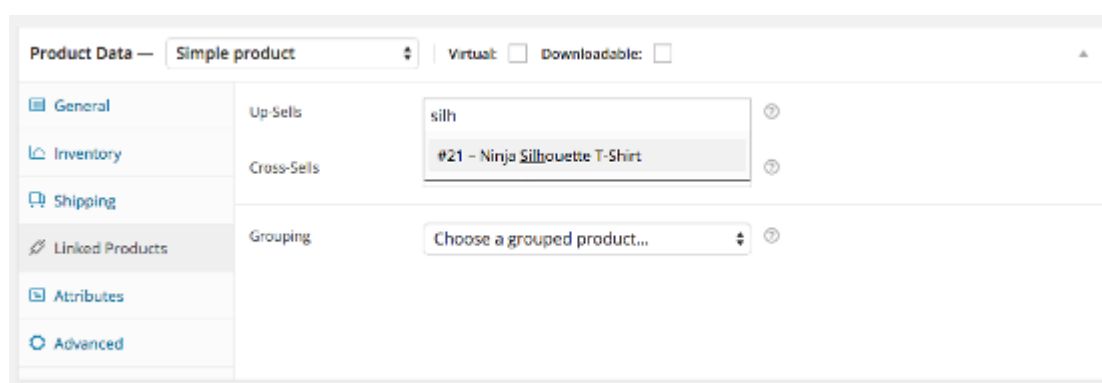 Product Data — Simple product Virtual: Downloadable:
General
Inventory
Shipping
Linked Products
Attributes
Advanced
Up-Sells silh
#21 – Ninja Silhouette T-Shirt
Cross-Sells
Grouping Choose a grouped product...